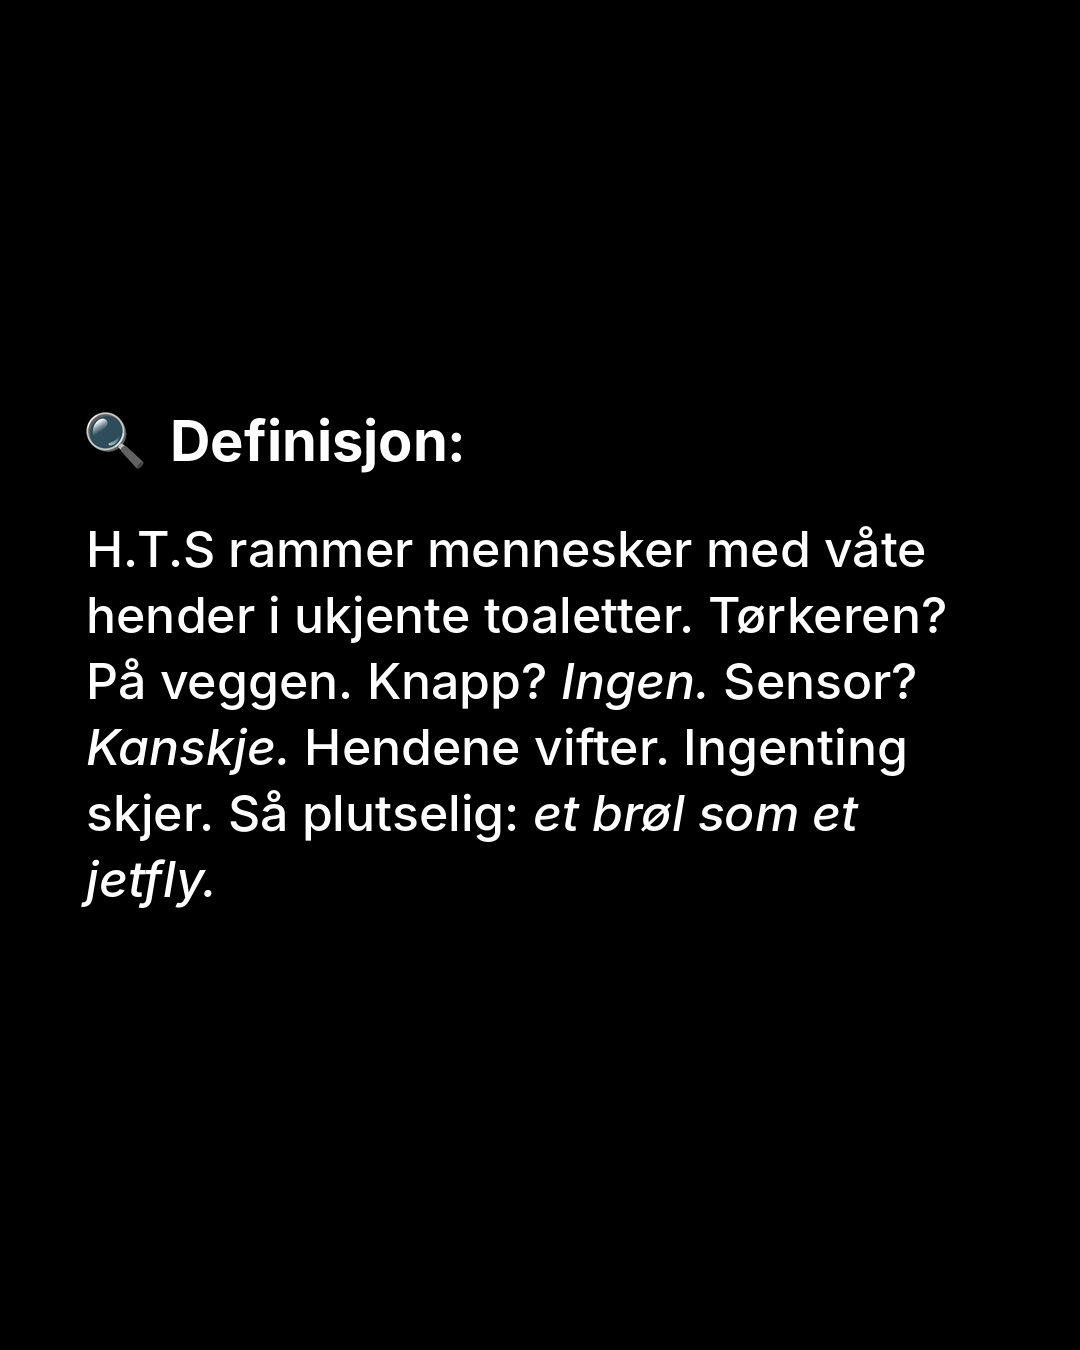 🔍 Definisjon:
H.T.S rammer mennesker med våte
hender i ukjente toaletter. Tørkeren?
På veggen. Knapp? Ingen. Sensor?
Kanskje. Hendene vifter. Ingenting
skjer. Så plutselig: et brøl som et
jetfly.